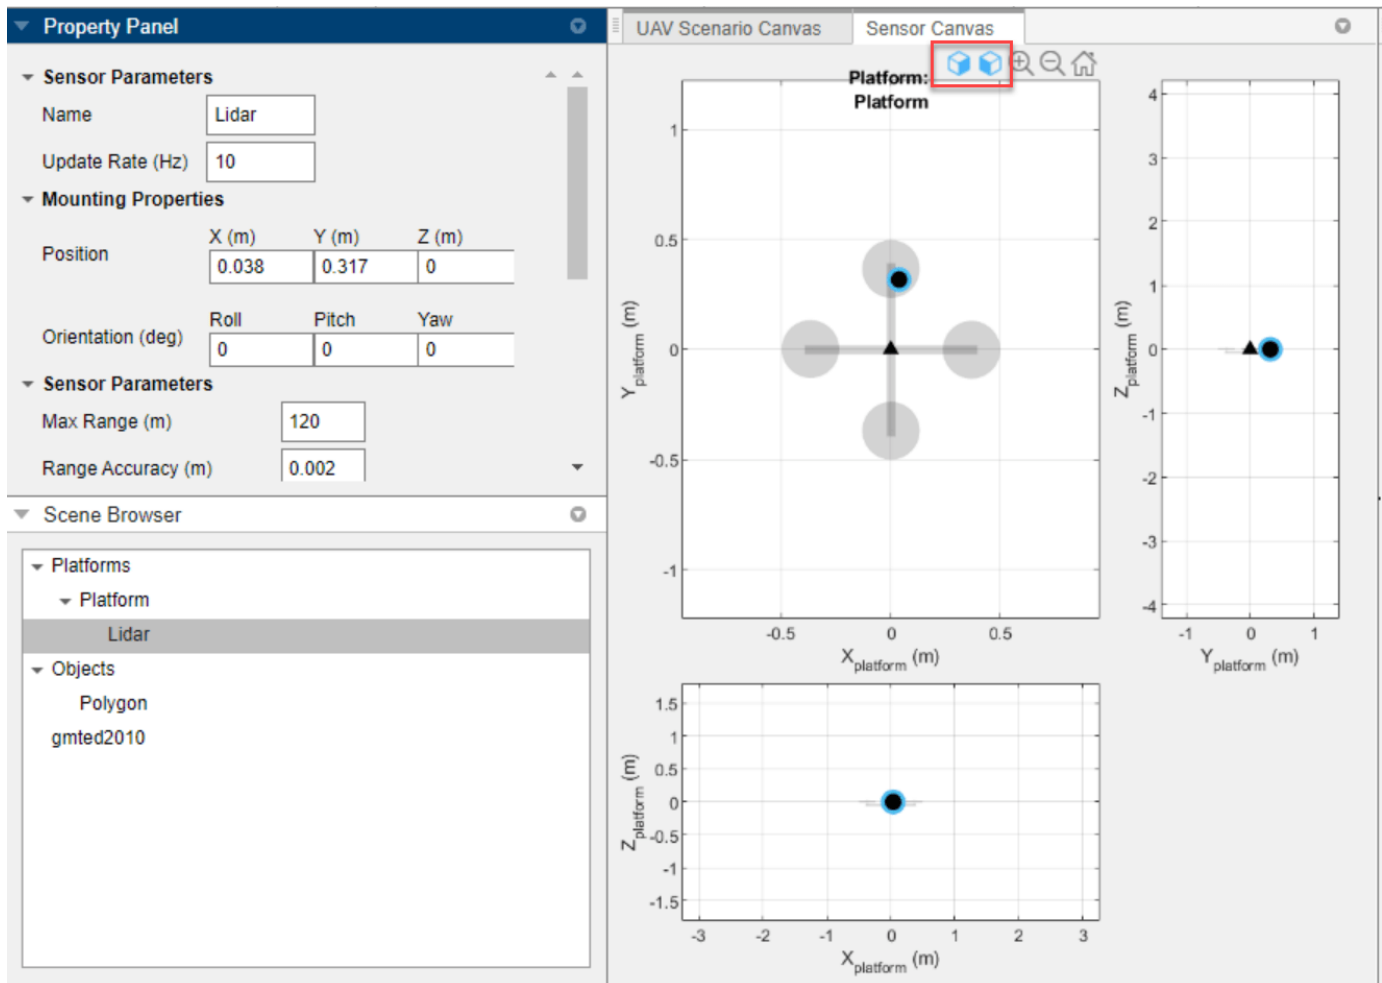 Property Panel
Sensor Parameters
Name Lidar
Update Rate (Hz) 10
Mounting Properties
X (m) Y (m) Z (m)
Position 0.038 0.317 0
Roll Pitch Yaw
Orientation (deg) 0 0 0
Sensor Parameters
Max Range (m) 120
Range Accuracy (m) 0.002
Scene Browser
Platforms
Platform
Lidar
Objects
Polygon
gmted2010
UAV Scenario Canvas Sensor Canvas
Platform:
Platform
1
0.5
0
-0.5
-1
Yplatform (m)
-0.5 0 0.5
Xplatform (m)
4
3
2
1
0
-1
-2
-3
-4
Zplatform (m)
-1 0 1
Yplatform (m)
1.5
1
0.5
0
-0.5
-1
-1.5
Zplatform (m)
-3 -2 -1 0 1 2 3
Xplatform (m)